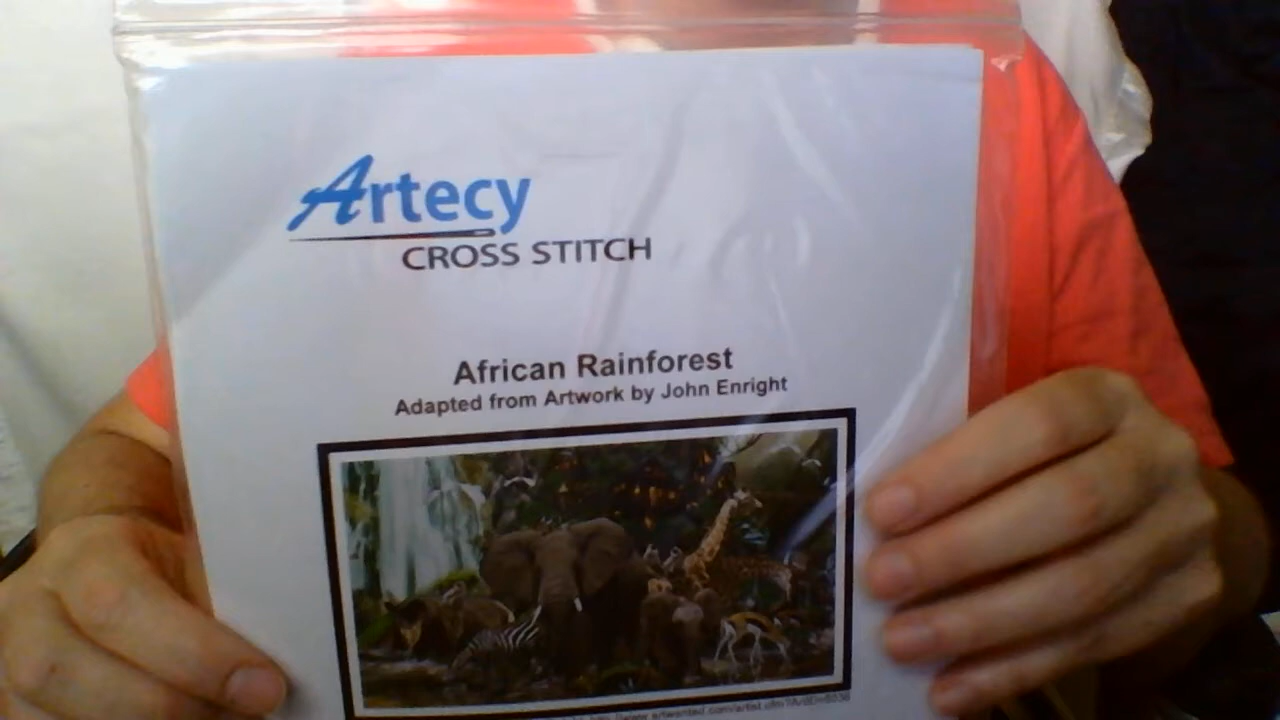 Artecy
CROSS STITCH
African Rainforest
Adapted from Artwork by John Enright